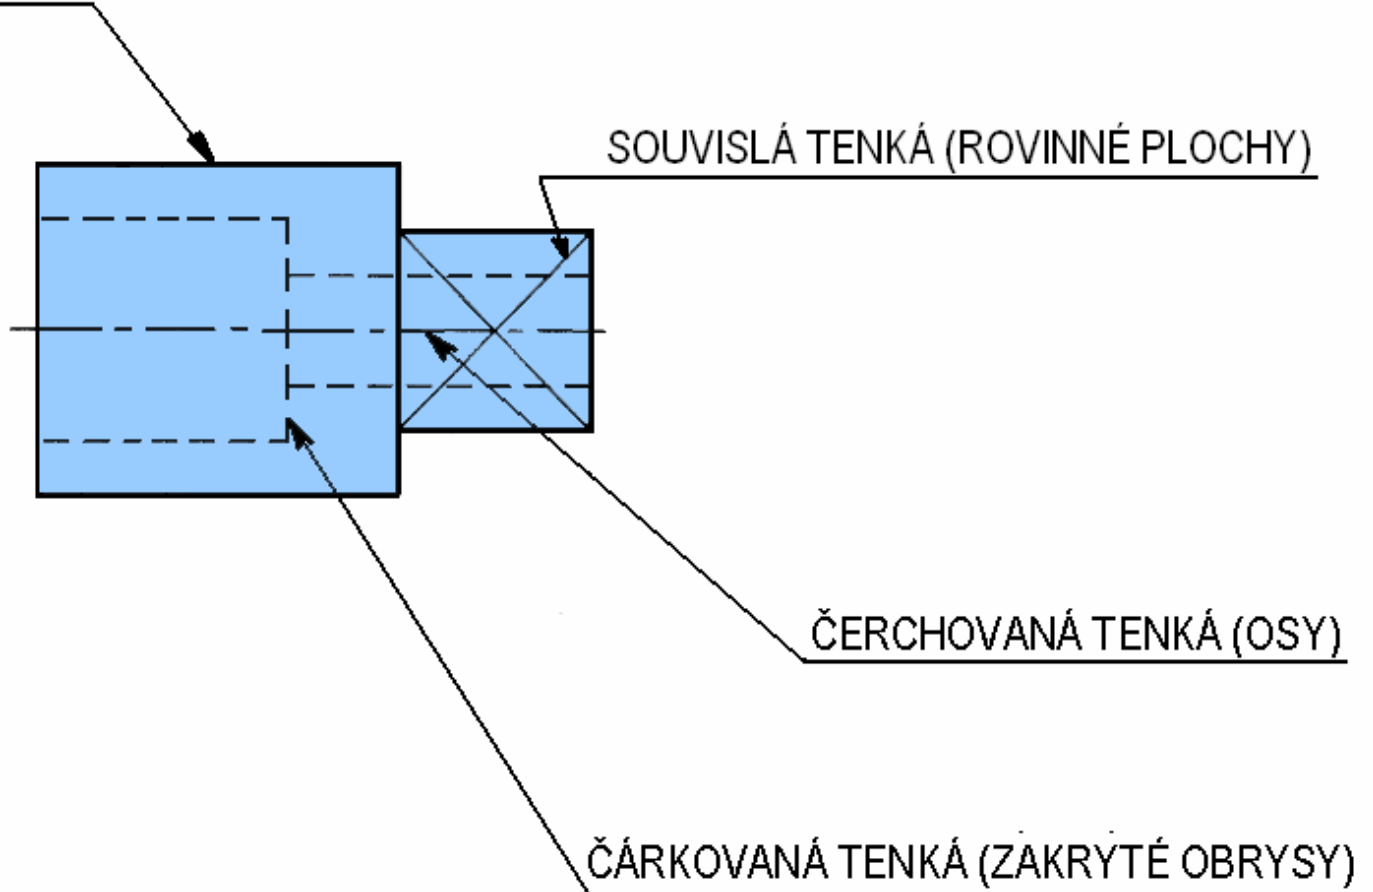 SOUVISLÁ TENKÁ (ROVINNÉ PLOCHY)
ČERCHOVANÁ TENKÁ (OSY)
ČÁRKOVANÁ TENKÁ (ZAKRYTÉ OBRYSY)